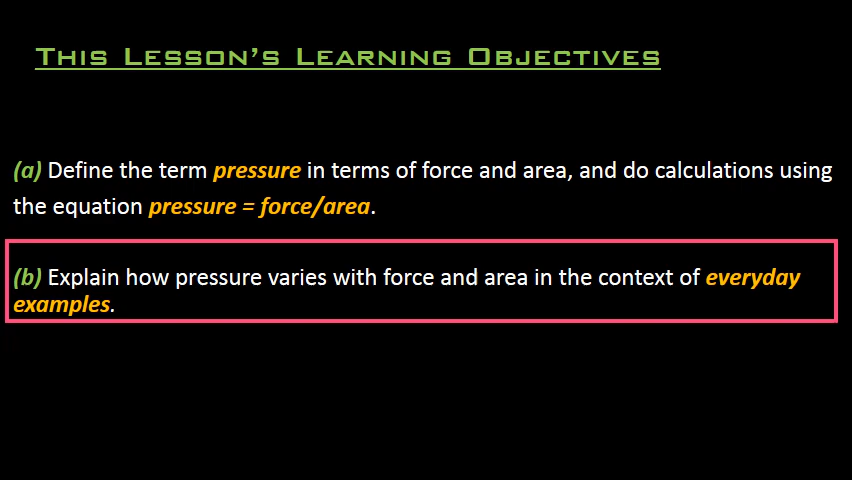 This Lesson's Learning Objectives
(a) Define the term pressure in terms of force and area, and do calculations using
the equation pressure = force/area.
(b) Explain how pressure varies with force and area in the context of everyday
examples.